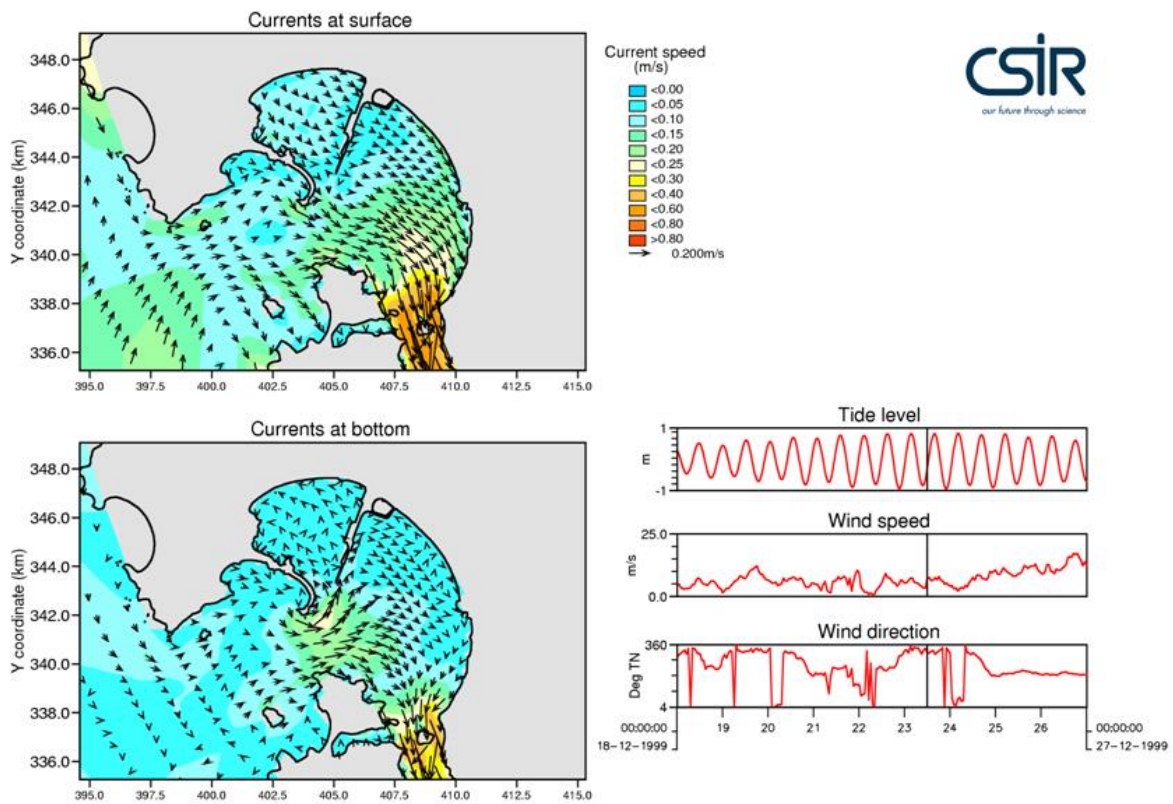 Currents at surface
Y coordinate (km)
348.0
346.0
344.0
342.0
340.0
338.0
336.0
395.0 397.5 400.0 402.5 405.0 407.5 410.0 412.5 415.0
Current speed
(m/s)
<0.00
<0.05
<0.10
<0.15
<0.20
<0.25
<0.30
<0.40
<0.60
<0.80
>0.80
0.200m/s
CSIR
our future through science
Currents at bottom
Y coordinate (km)
348.0
346.0
344.0
342.0
340.0
338.0
336.0
395.0 397.5 400.0 402.5 405.0 407.5 410.0 412.5 415.0
Tide level
1
m
-1
Wind speed
25.0
m/s
0.0
Wind direction
360
Deg TN
4
19 20 21 22 23 24 25 26
00:00:00 00:00:00
18-12-1999 27-12-1999